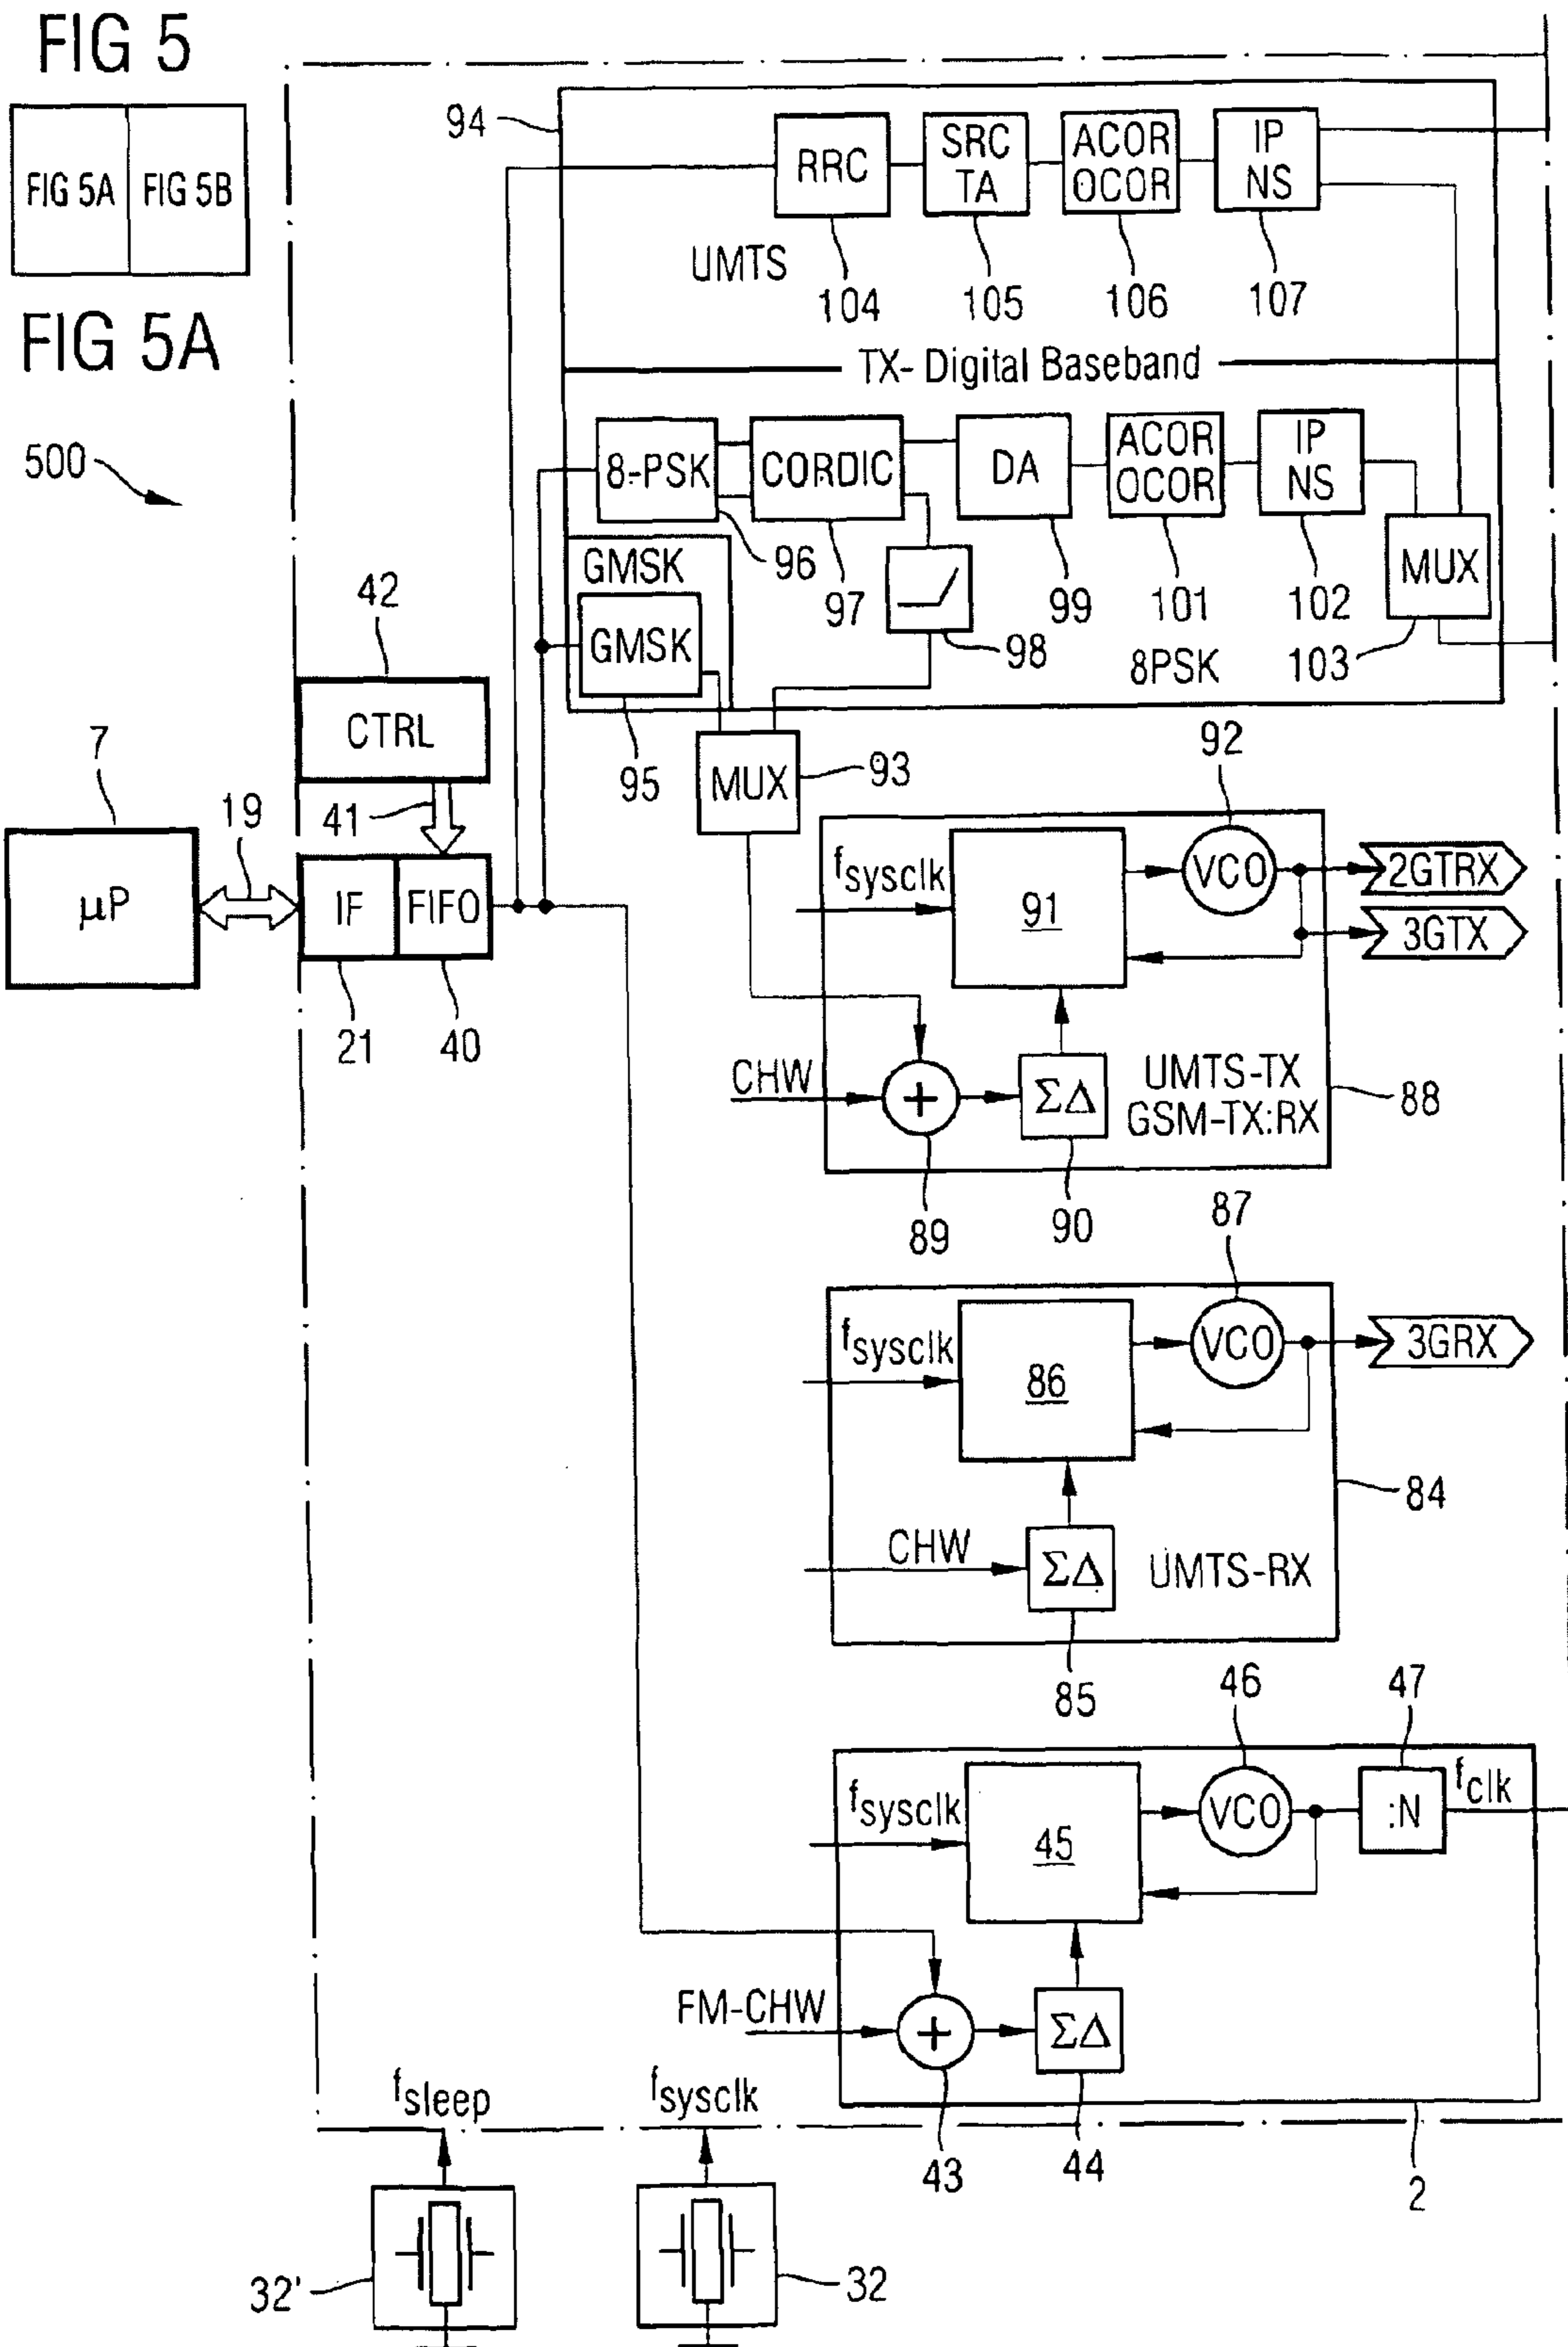 FIG 5
FIG 5A FIG 5B
FIG 5A
500
94
RRC
SRC
TA
ACOR
OCOR
IP
NS
UMTS
104
105
106
107
TX- Digital Baseband
8-PSK
CORDIC
DA
ACOR
OCOR
IP
NS
MUX
96
97
98
99
101
102
103
8PSK
GMSK
GMSK
95
MUX
93
42
CTRL
41
7
µP
19
IF
FIFO
21
40
92
fsysclk
91
VCO
2GTRX
3GTX
CHW
+
ΣΔ
UMTS-TX
GSM-TX:RX
88
89
90
87
fsysclk
86
VCO
3GRX
84
CHW
ΣΔ
UMTS-RX
85
46
47
fsysclk
45
VCO
:N
fclk
FM-CHW
+
ΣΔ
43
44
2
fsleep
fsysclk
32'
32